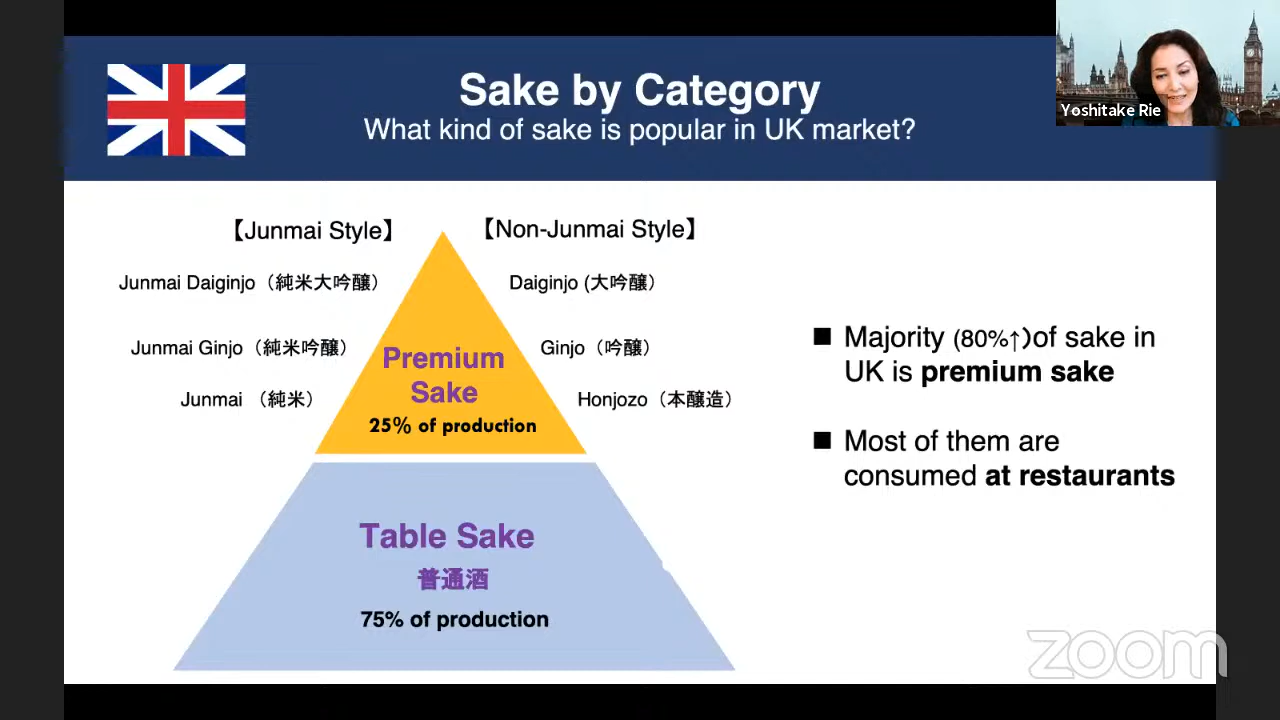 Sake by Category
What kind of sake is popular in UK market?
Yoshitake Rie
【Junmai Style】
【Non-Junmai Style】
Junmai Daiginjo（純米大吟醸）
Daiginjo (大吟醸）
Junmai Ginjo（純米吟醸）
Ginjo（吟醸）
Junmai （純米）
Honjozo（本醸造）
Premium
Sake
25% of production
Table Sake
普通酒
75% of production
■ Majority (80%↑)of sake in
UK is premium sake
■ Most of them are
consumed at restaurants
zoom